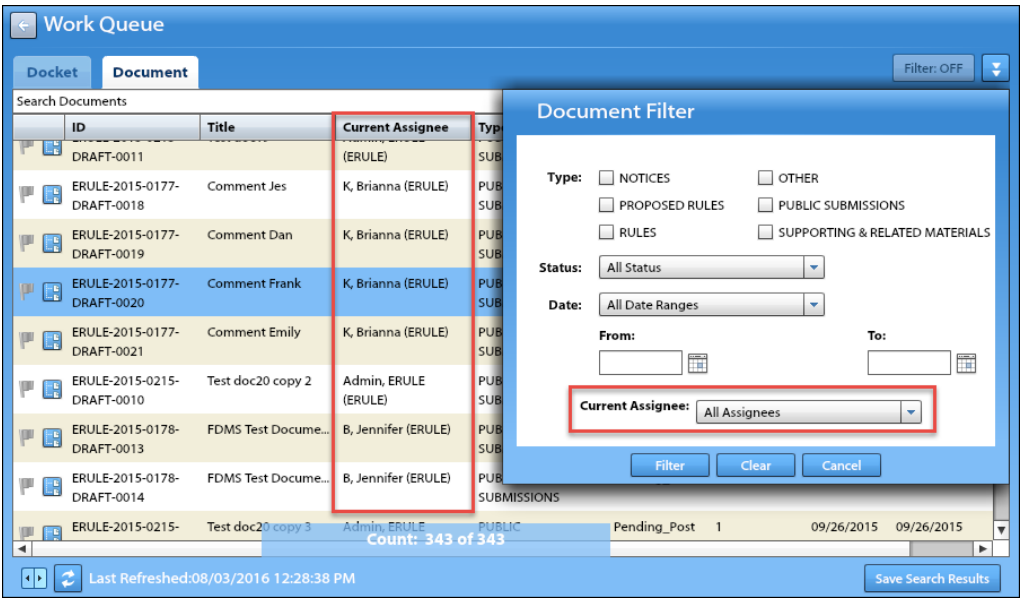 Work Queue
Docket
Document
Filter: OFF
Search Documents
ID Title Current Assignee Typ
DRAFT-0011 (ERULE) SUB
ERULE-2015-0177- Comment Jes K, Brianna (ERULE) PUB
DRAFT-0018 SUB
ERULE-2015-0177- Comment Dan K, Brianna (ERULE) PUB
DRAFT-0019 SUB
ERULE-2015-0177- Comment Frank K, Brianna (ERULE) PUB
DRAFT-0020 SUB
ERULE-2015-0177- Comment Emily K, Brianna (ERULE) PUB
DRAFT-0021 SUB
ERULE-2015-0215- Test doc20 copy 2 Admin, ERULE PUB
DRAFT-0010 (ERULE) SUB
ERULE-2015-0178- FDMS Test Docume... B, Jennifer (ERULE) PUB
DRAFT-0013 SUB
ERULE-2015-0178- FDMS Test Docume... B, Jennifer (ERULE) PUB
DRAFT-0014 SUBMISSIONS
ERULE-2015-0215- Test doc20 copy 3 Admin, ERULE PUBLIC Pending_Post 1 09/26/2015 09/26/2015
Count: 343 of 343
Last Refreshed:08/03/2016 12:28:38 PM
Save Search Results
Document Filter
Type: NOTICES OTHER
PROPOSED RULES PUBLIC SUBMISSIONS
RULES SUPPORTING & RELATED MATERIALS
Status: All Status
Date: All Date Ranges
From: To:
Current Assignee: All Assignees
Filter Clear Cancel